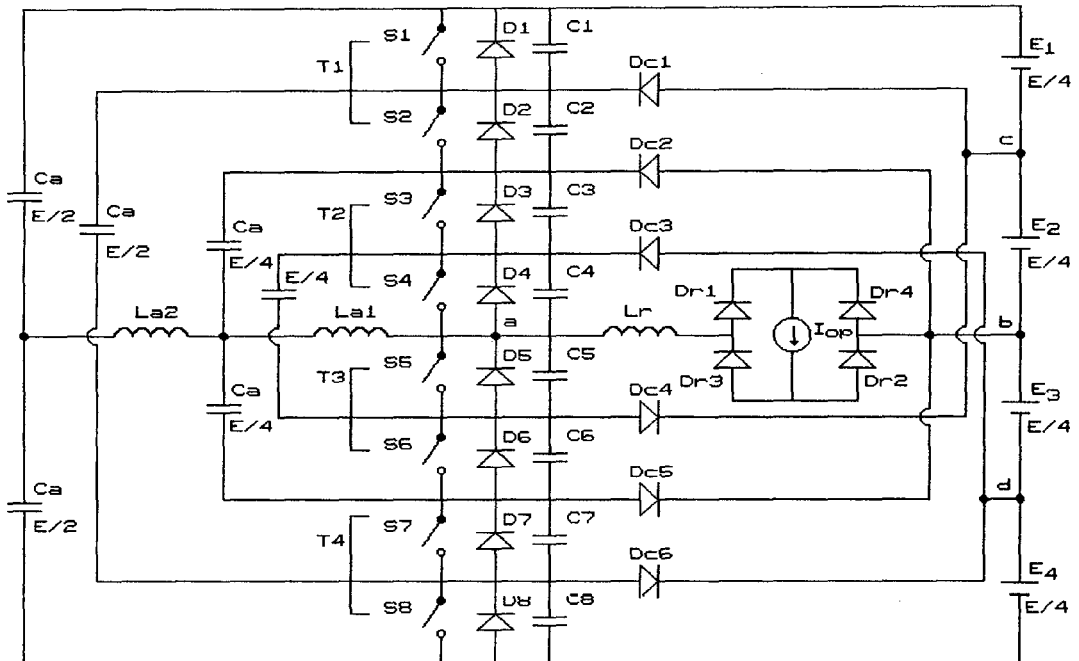 S1 D1 C1 E1
T1 Dc1 E/4
S2 D2 C2
Dc2 c
Ca S3 D3 C3
E/2 Ca T2 Ca Dc3 E2
E/2 E/4 E/4 S4 D4 C4 E/4
Dr1 Dr4
La2 La1 a Lr Iop b
S5 D5 C5 Dr3 Dr2
Ca T3 Dc4 E3
E/4 S6 D6 C6 E/4
Ca Dc5 d
E/2 S7 D7 C7
T4 Dc6 E4
S8 D8 C8 E/4